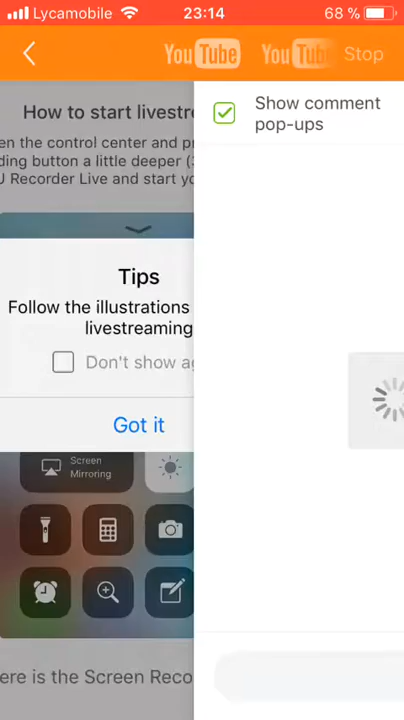 Lycamobile 23:14 68 %
YouTube YouTube Stop
Show comment
pop-ups
How to start livestre
en the control center and pr
ding button a little deeper (3
U Recorder Live and start yo
Tips
Follow the illustrations
livestreaming
Don't show ag
Got it
Screen
Mirroring
ere is the Screen Reco